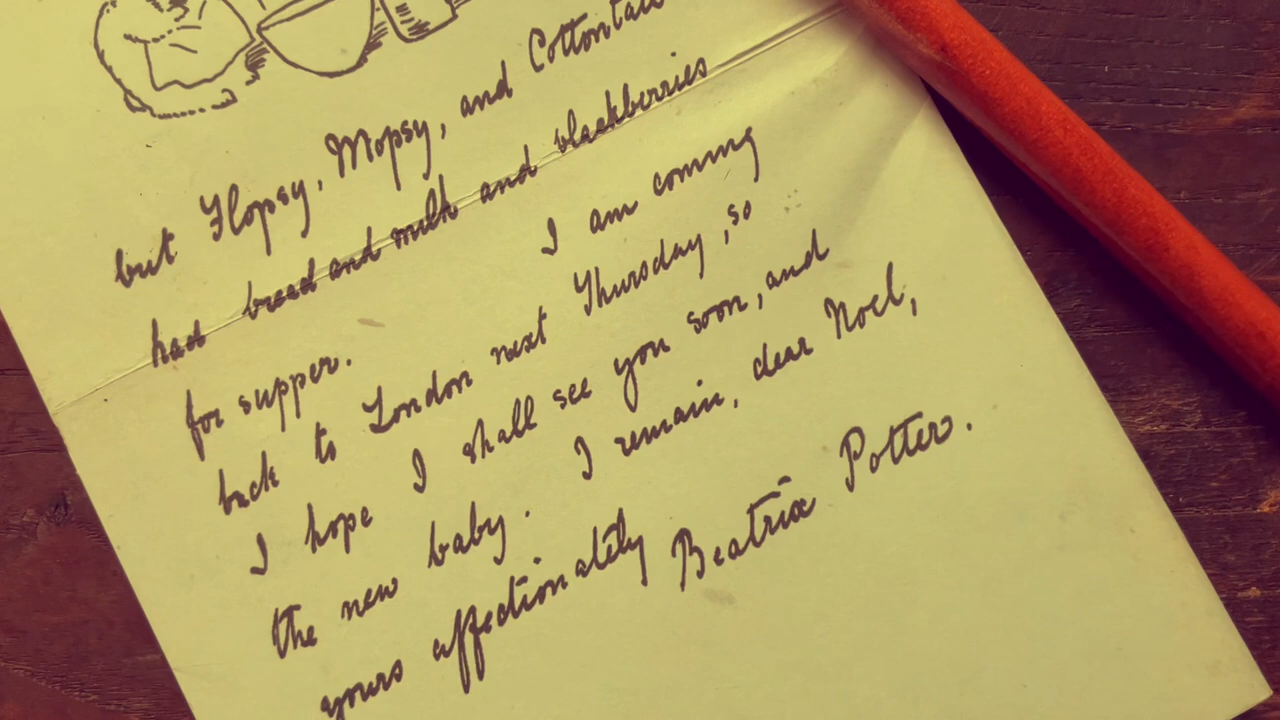 but Flopsy, Mopsy, and Cottontail
had bread and milk and blackberries
for supper. I am coming
back to London next Thursday, so
I hope I shall see you soon, and
the new baby. I remain, dear Noel,
yours affectionately Beatrix Potter.